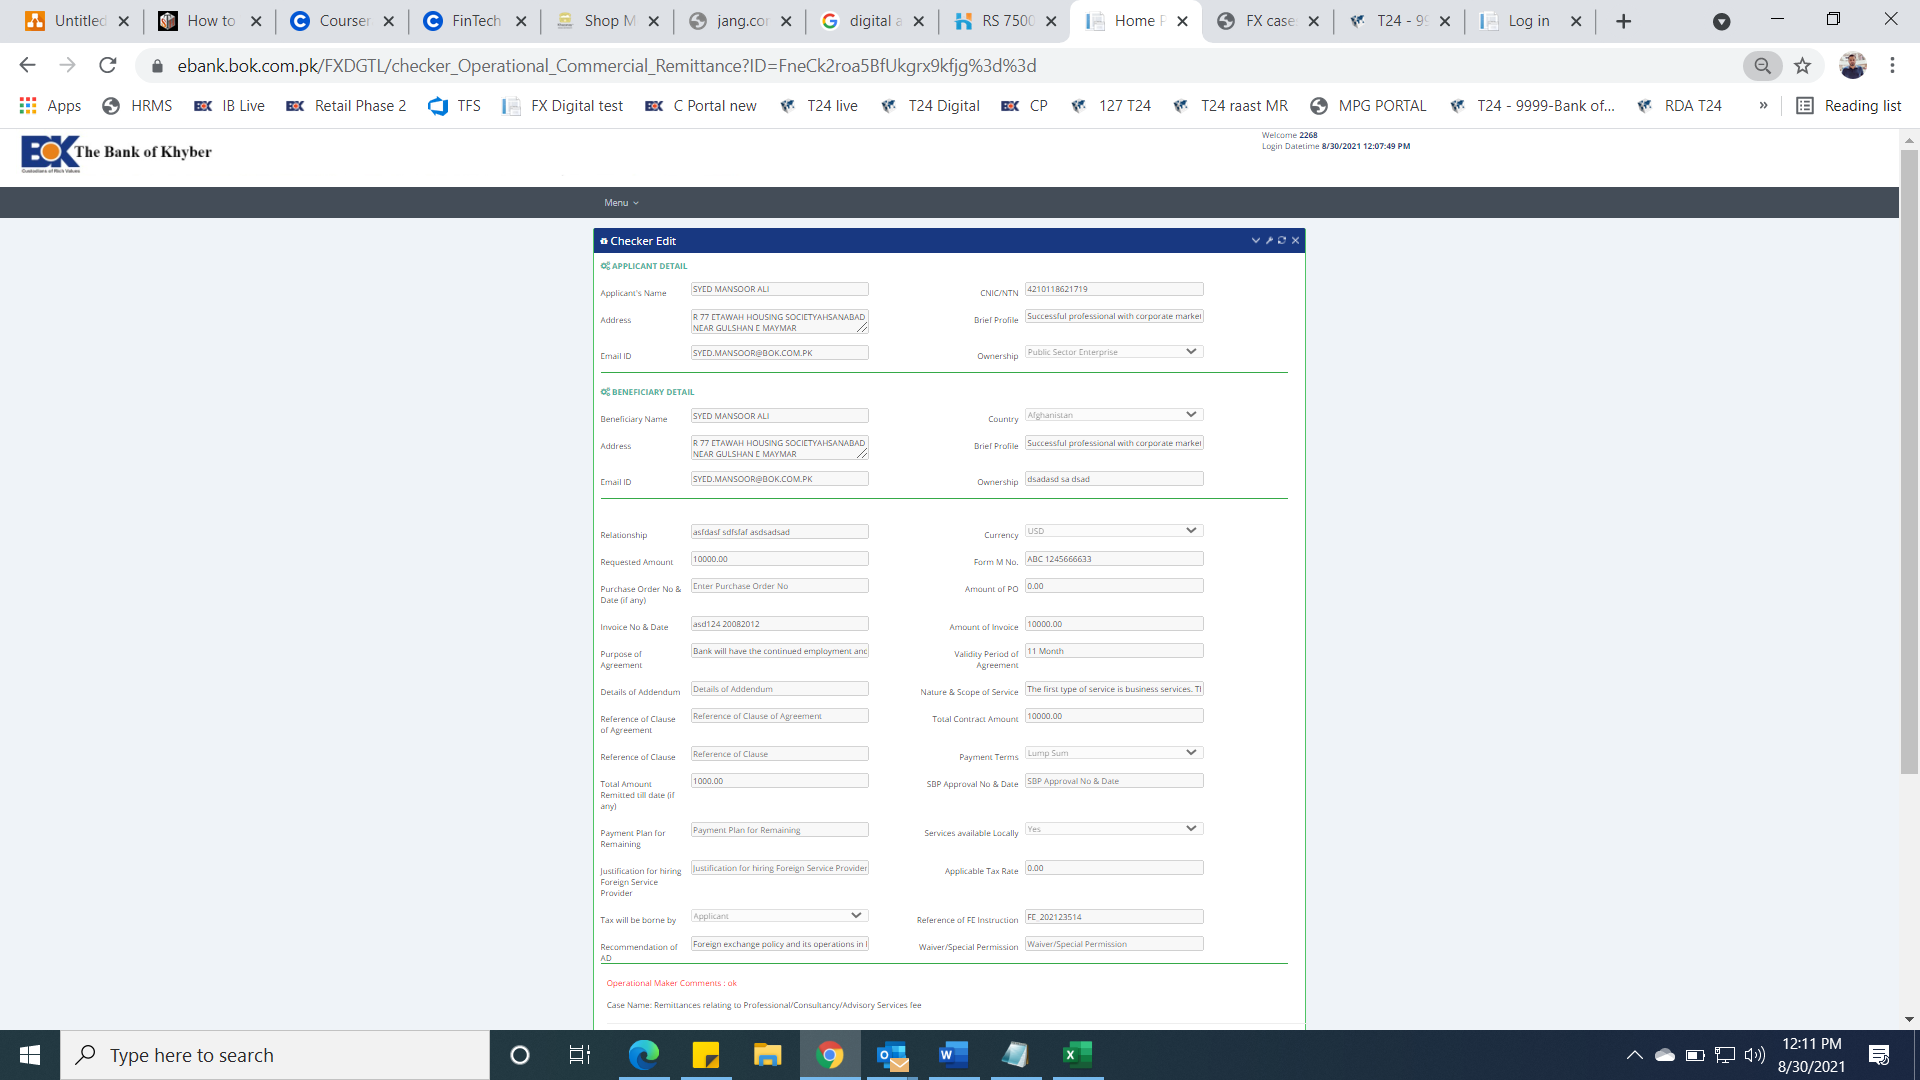 Untitled
How to
Courser
FinTech
Shop M
jang.cor
digital a
RS 7500
Home P
FX case
T24 - 99
Log in
ebank.bok.com.pk/FXDGTL/checker_Operational_Commercial_Remittance?ID=FneCk2roa5BfUkgrx9kfjg%3d%3d
Apps HRMS IB Live Retail Phase 2 TFS FX Digital test C Portal new T24 live T24 Digital CP 127 T24 T24 raast MR MPG PORTAL T24 - 9999-Bank of... RDA T24 » Reading list
BOK The Bank of Khyber
Custodians of Rich Values
Welcome 2268
Login Datetime 8/30/2021 12:07:49 PM
Menu
Checker Edit
APPLICANT DETAIL
Applicant's Name SYED MANSOOR ALI CNIC/NTN 4210118621719
Address R 77 ETAWAH HOUSING SOCIETYAHSANABAD
NEAR GULSHAN E MAYMAR
Brief Profile Successful professional with corporate market
Email ID SYED.MANSOOR@BOK.COM.PK Ownership Public Sector Enterprise
BENEFICIARY DETAIL
Beneficiary Name SYED MANSOOR ALI Country Afghanistan
Address R 77 ETAWAH HOUSING SOCIETYAHSANABAD
NEAR GULSHAN E MAYMAR
Brief Profile Successful professional with corporate market
Email ID SYED.MANSOOR@BOK.COM.PK Ownership dsadasd sa dsad
Relationship asfdasf sdfsfaf asdsadsad Currency USD
Requested Amount 10000.00 Form M No. ABC 1245666633
Purchase Order No &
Date (if any)
Enter Purchase Order No Amount of PO 0.00
Invoice No & Date asd124 20082012 Amount of Invoice 10000.00
Purpose of
Agreement
Bank will have the continued employment and Validity Period of
Agreement
11 Month
Details of Addendum Details of Addendum Nature & Scope of Service The first type of service is business services. Tl
Reference of Clause
of Agreement
Reference of Clause of Agreement Total Contract Amount 10000.00
Reference of Clause Reference of Clause Payment Terms Lump Sum
Total Amount
Remitted till date (if
any)
1000.00 SBP Approval No & Date SBP Approval No & Date
Payment Plan for
Remaining
Payment Plan for Remaining Services available Locally Yes
Justification for hiring
Foreign Service
Provider
Justification for hiring Foreign Service Provider Applicable Tax Rate 0.00
Tax will be borne by Applicant Reference of FE Instruction FE_202123514
Recommendation of
AD
Foreign exchange policy and its operations in l Waiver/Special Permission Waiver/Special Permission
Operational Maker Comments : ok
Case Name: Remittances relating to Professional/Consultancy/Advisory Services fee
Type here to search
12:11 PM
8/30/2021